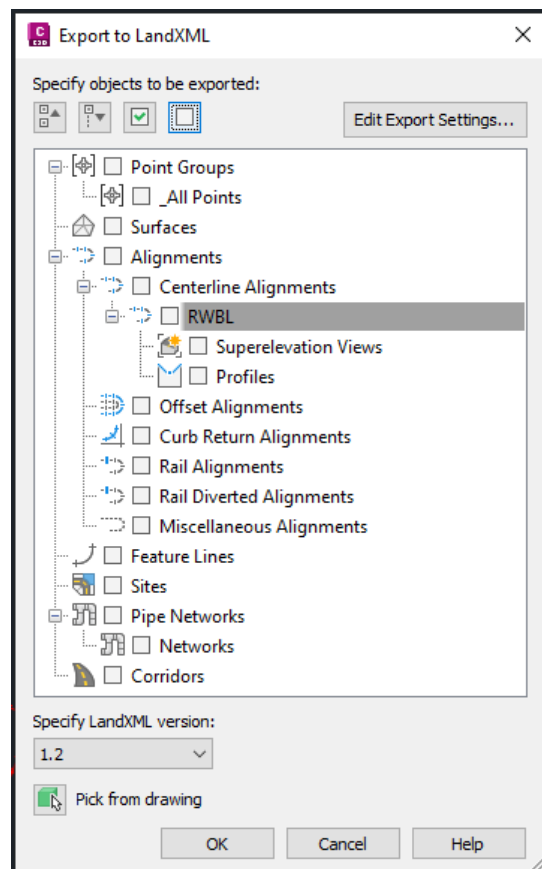 C
C3D
Export to LandXML
Specify objects to be exported:
Edit Export Settings...
Point Groups
_All Points
Surfaces
Alignments
Centerline Alignments
RWBL
Superelevation Views
Profiles
Offset Alignments
Curb Return Alignments
Rail Alignments
Rail Diverted Alignments
Miscellaneous Alignments
Feature Lines
Sites
Pipe Networks
Networks
Corridors
Specify LandXML version:
1.2
Pick from drawing
OK Cancel Help